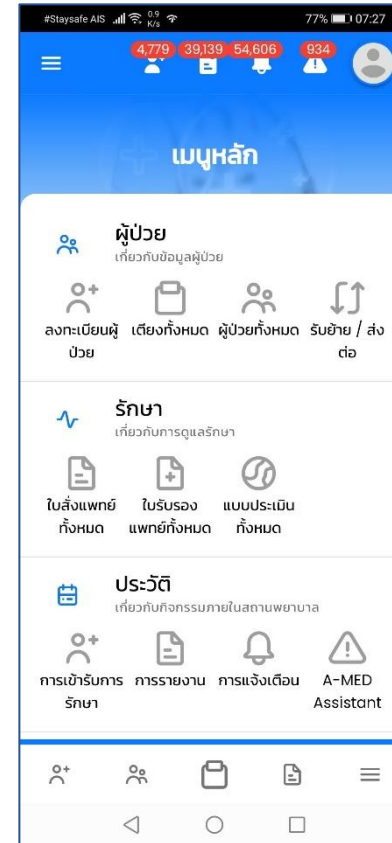 #Staysafe AIS 0.9 K/s 77% 07:27
4,779 39,139 54,606 934
เมนูหลัก
ผู้ป่วย
เกี่ยวกับข้อมูลผู้ป่วย
ลงทะเบียนผู้ เตียงทั้งหมด ผู้ป่วยทั้งหมด รับย้าย / ส่ง
ป่วย ต่อ
รักษา
เกี่ยวกับการดูแลรักษา
ใบสั่งแพทย์ ใบรับรอง แบบประเมิน
ทั้งหมด แพทย์ทั้งหมด ทั้งหมด
ประวัติ
เกี่ยวกับกิจกรรมภายในสถานพยาบาล
การเข้ารับการ การรายงาน การแจ้งเตือน A-MED
รักษา Assistant